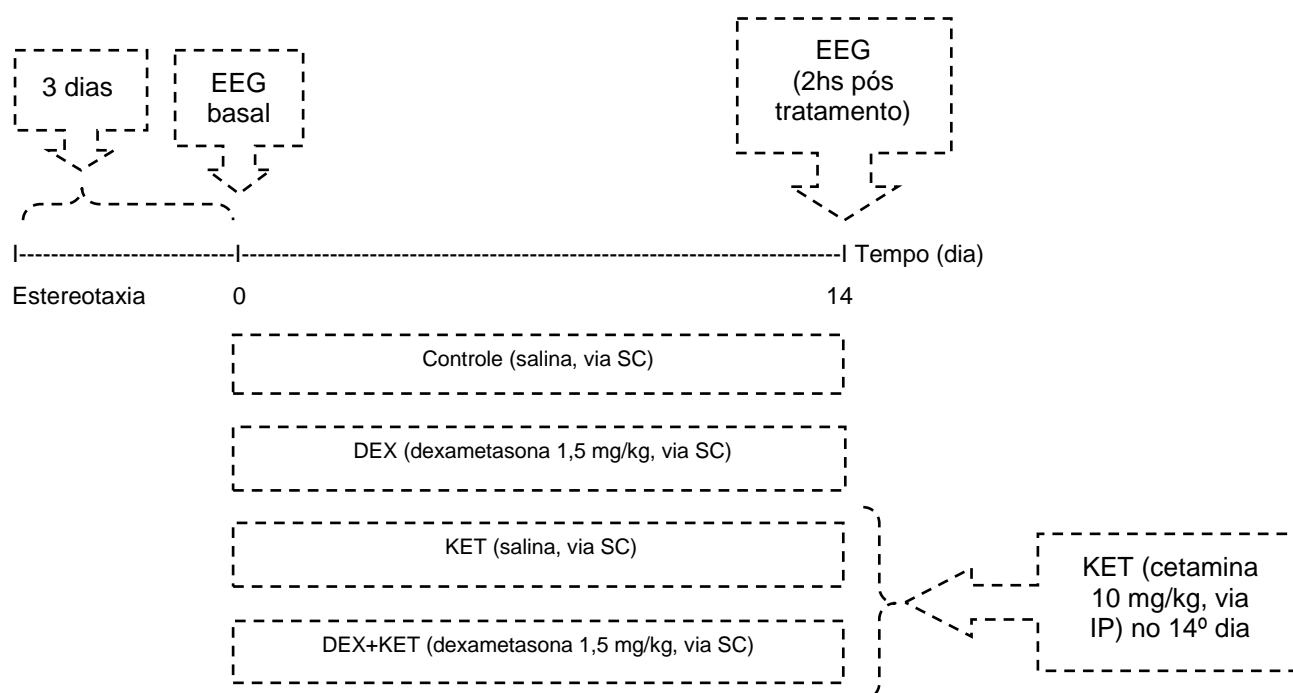 3 dias
EEG
basal
EEG
(2hs pós
tratamento)
I---------------------------I---------------------------------------------------------------------------I Tempo (dia)
Estereotaxia 0 14
Controle (salina, via SC)
DEX (dexametasona 1,5 mg/kg, via SC)
KET (salina, via SC)
DEX+KET (dexametasona 1,5 mg/kg, via SC)
KET (cetamina
10 mg/kg, via
IP) no 14º dia